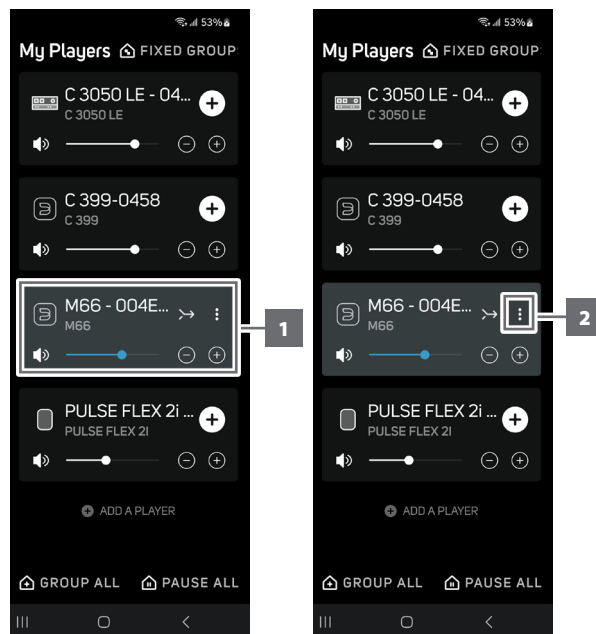 53%
My Players FIXED GROUP
C 3050 LE - 04...
C 3050 LE
C 399-0458
C 399
M66 - 004E...
M66
PULSE FLEX 2i ...
PULSE FLEX 2I
ADD A PLAYER
GROUP ALL PAUSE ALL
1
53%
My Players FIXED GROUP
C 3050 LE - 04...
C 3050 LE
C 399-0458
C 399
M66 - 004E...
M66
PULSE FLEX 2i ...
PULSE FLEX 2I
ADD A PLAYER
GROUP ALL PAUSE ALL
2